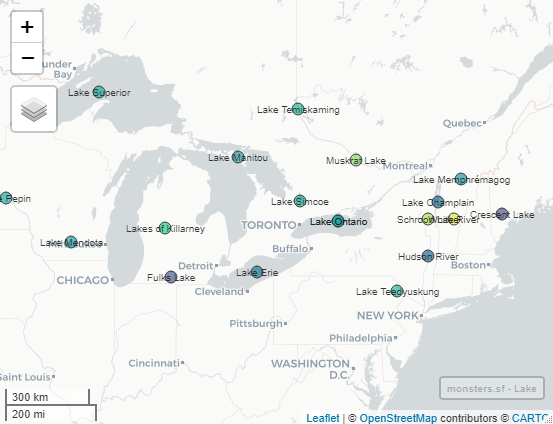 +
−
Thunder
Bay
Lake Superior
Lake Temiskaming
Quebec
Lake Manitou
Muskrat Lake
Montreal
Lake Memphrémagog
Pepin
Lake Simcoe
Lake Champlain
Lake Ontario
Crescent Lake
Schroon Lake
River
TORONTO
Lakes of Killarney
Lake Mendota
Buffalo
Hudson River
Detroit
Boston
Lake Erie
CHICAGO
Fulks Lake
Cleveland
Lake Teedyuskung
NEW YORK
Pittsburgh
Philadelphia
Cincinnati
WASHINGTON
D.C.
Saint Louis
monsters.sf - Lake
300 km
200 mi
Leaflet | © OpenStreetMap contributors © CARTO